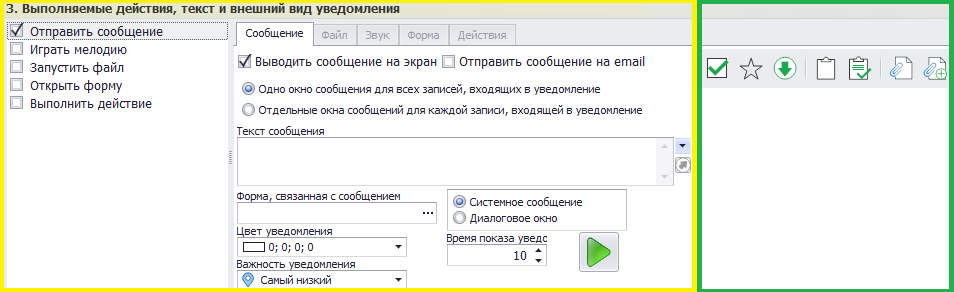 3. Выполняемые действия, текст и внешний вид уведомления
Отправить сообщение
Играть мелодию
Запустить файл
Открыть форму
Выполнить действие
Сообщение Файл Звук Форма Действия
Выводить сообщение на экран Отправить сообщение на email
Одно окно сообщения для всех записей, входящих в уведомление
Отдельные окна сообщений для каждой записи, входящей в уведомление
Текст сообщения
Форма, связанная с сообщением
...
Системное сообщение
Диалоговое окно
Цвет уведомления
0; 0; 0; 0
Время показа уведо
10
Важность уведомления
Самый низкий